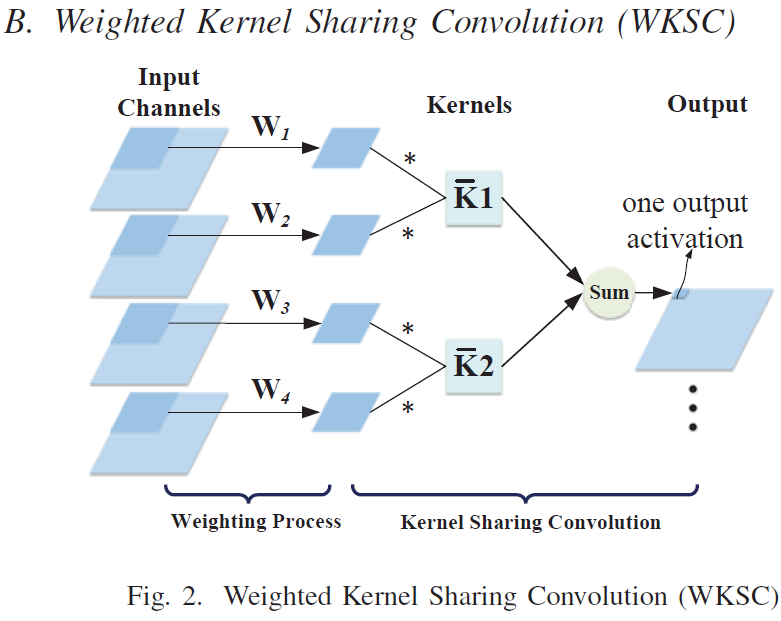 B. Weighted Kernel Sharing Convolution (WKSC)
Input
Channels
Kernels
Output
W1
W2
W3
W4
*
*
*
*
K̅1
K̅2
Sum
one output
activation
Weighting Process
Kernel Sharing Convolution
Fig. 2. Weighted Kernel Sharing Convolution (WKSC)